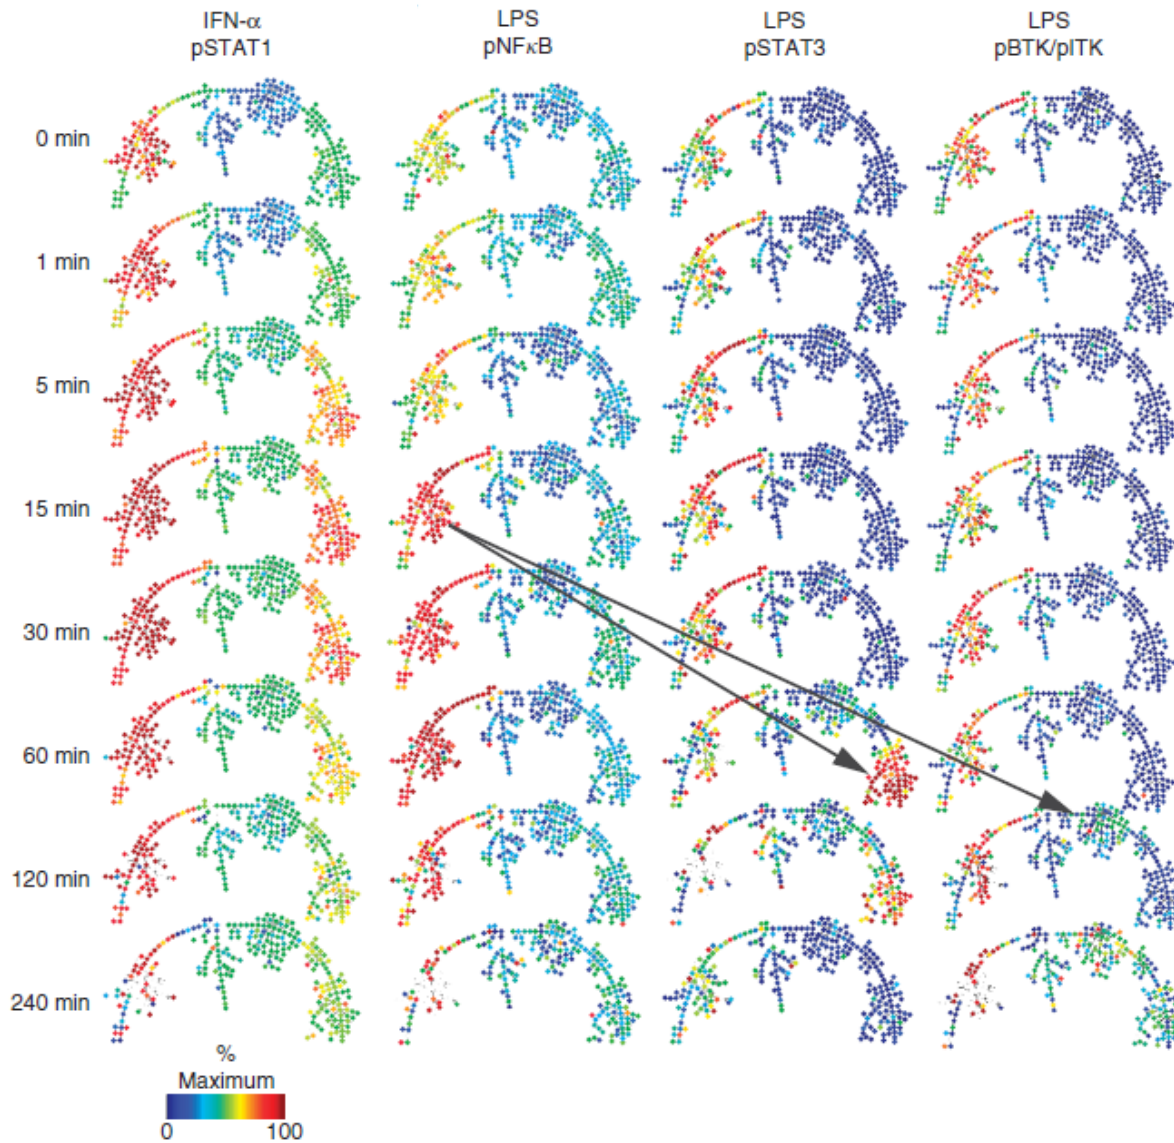 IFN-α
pSTAT1
LPS
pNFκB
LPS
pSTAT3
LPS
pBTK/pITK
0 min
1 min
5 min
15 min
30 min
60 min
120 min
240 min
%
Maximum
0 100